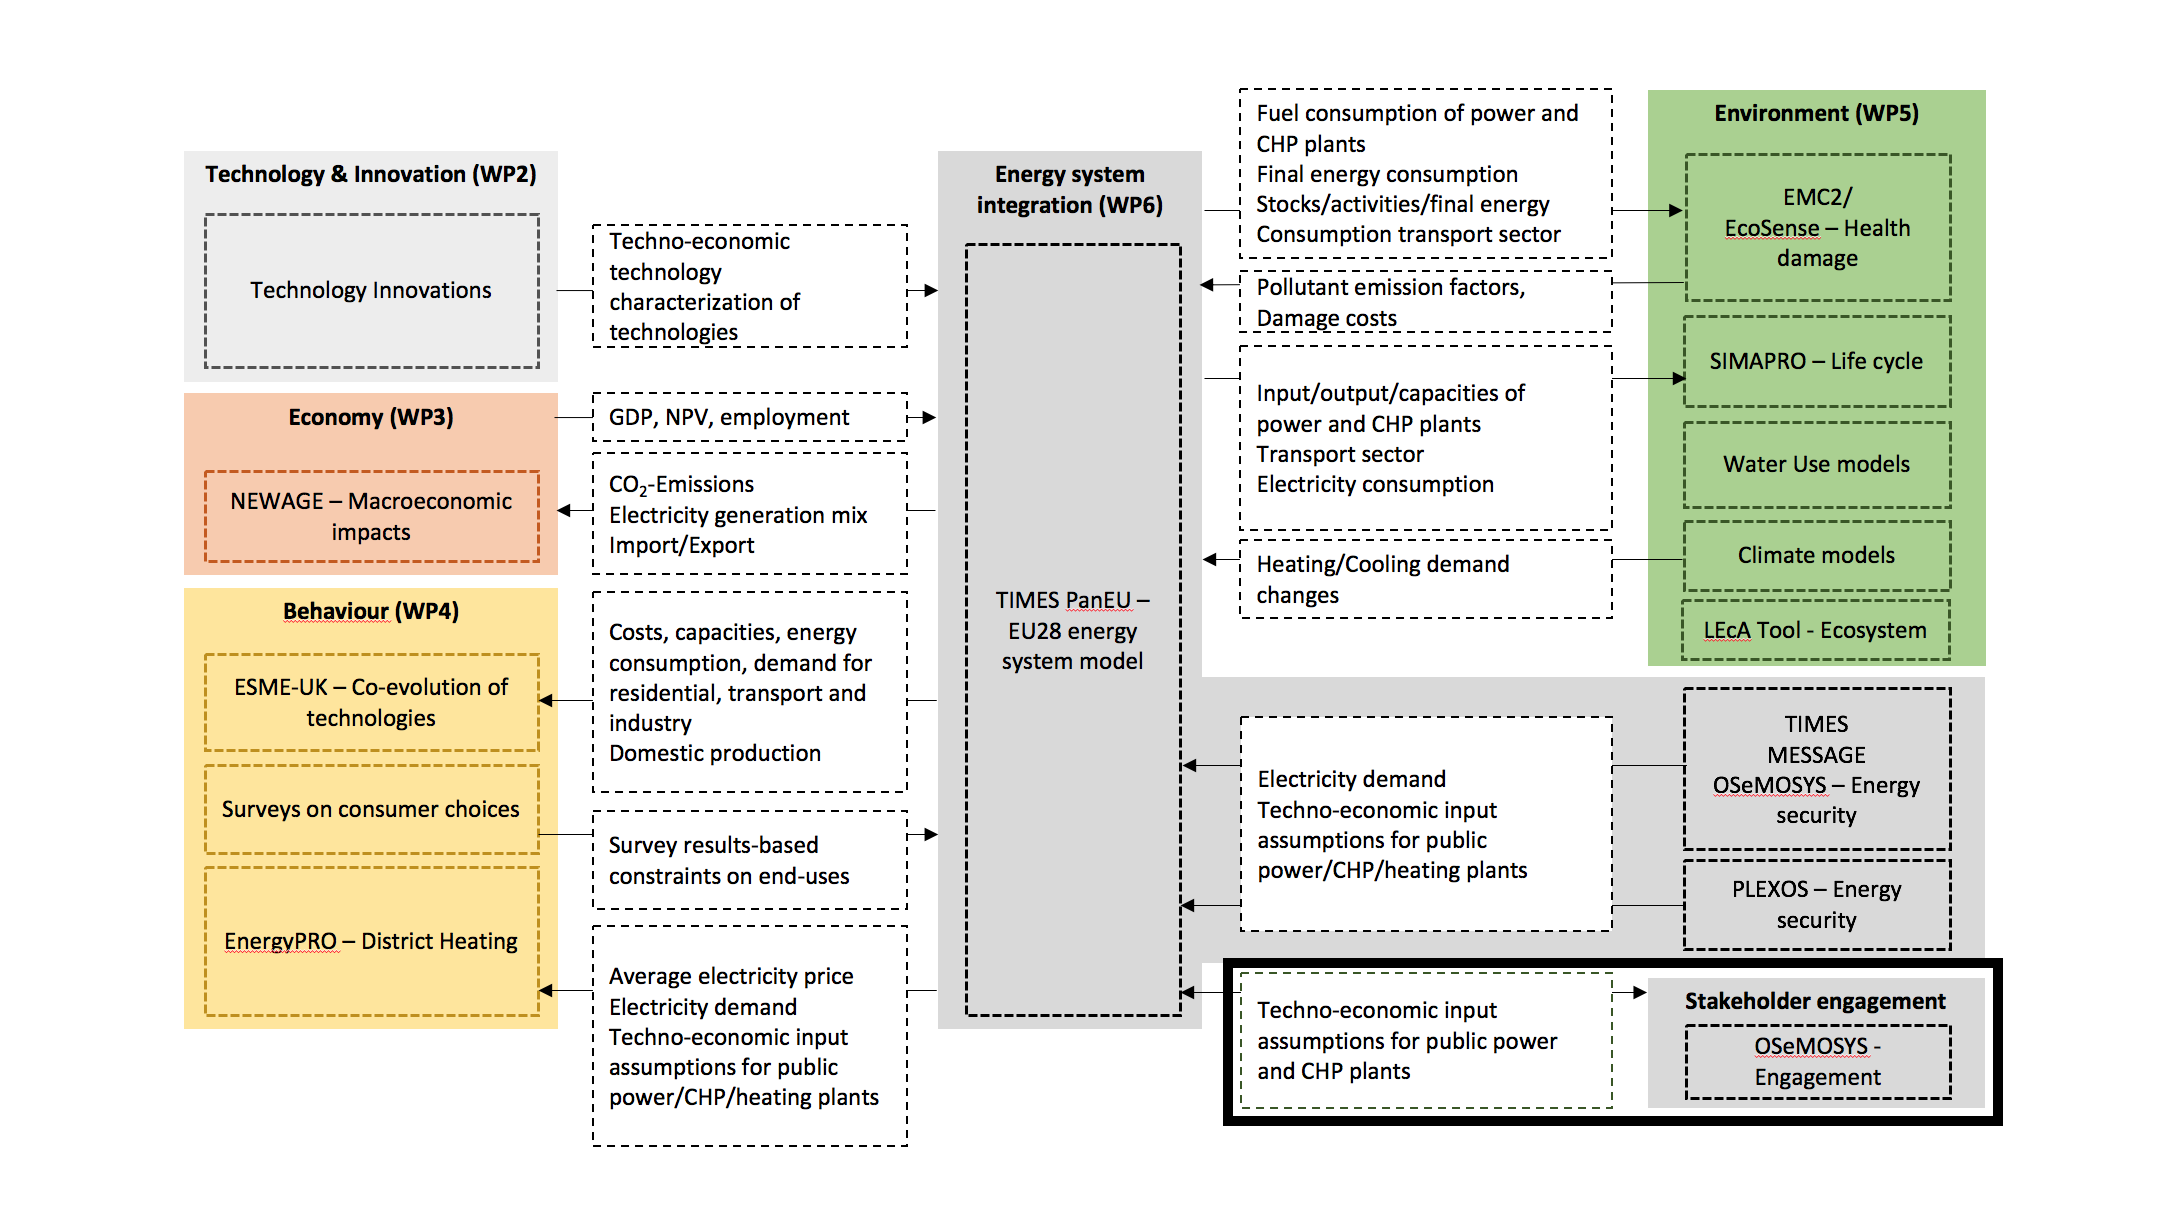 Technology & Innovation (WP2)
Technology Innovations
Economy (WP3)
NEWAGE – Macroeconomic
impacts
Behaviour (WP4)
ESME-UK – Co-evolution of
technologies
Surveys on consumer choices
EnergyPRO – District Heating
Techno-economic
technology
characterization of
technologies
GDP, NPV, employment
CO₂-Emissions
Electricity generation mix
Import/Export
Costs, capacities, energy
consumption, demand for
residential, transport and
industry
Domestic production
Survey results-based
constraints on end-uses
Average electricity price
Electricity demand
Techno-economic input
assumptions for public
power/CHP/heating plants
Energy system
integration (WP6)
TIMES PanEU –
EU28 energy
system model
Fuel consumption of power and
CHP plants
Final energy consumption
Stocks/activities/final energy
Consumption transport sector
Pollutant emission factors,
Damage costs
Input/output/capacities of
power and CHP plants
Transport sector
Electricity consumption
Heating/Cooling demand
changes
Electricity demand
Techno-economic input
assumptions for public
power/CHP/heating plants
Techno-economic input
assumptions for public power
and CHP plants
Environment (WP5)
EMC2/
EcoSense – Health
damage
SIMAPRO – Life cycle
Water Use models
Climate models
LEcA Tool - Ecosystem
TIMES
MESSAGE
OSeMOSYS – Energy
security
PLEXOS – Energy
security
Stakeholder engagement
OSeMOSYS -
Engagement